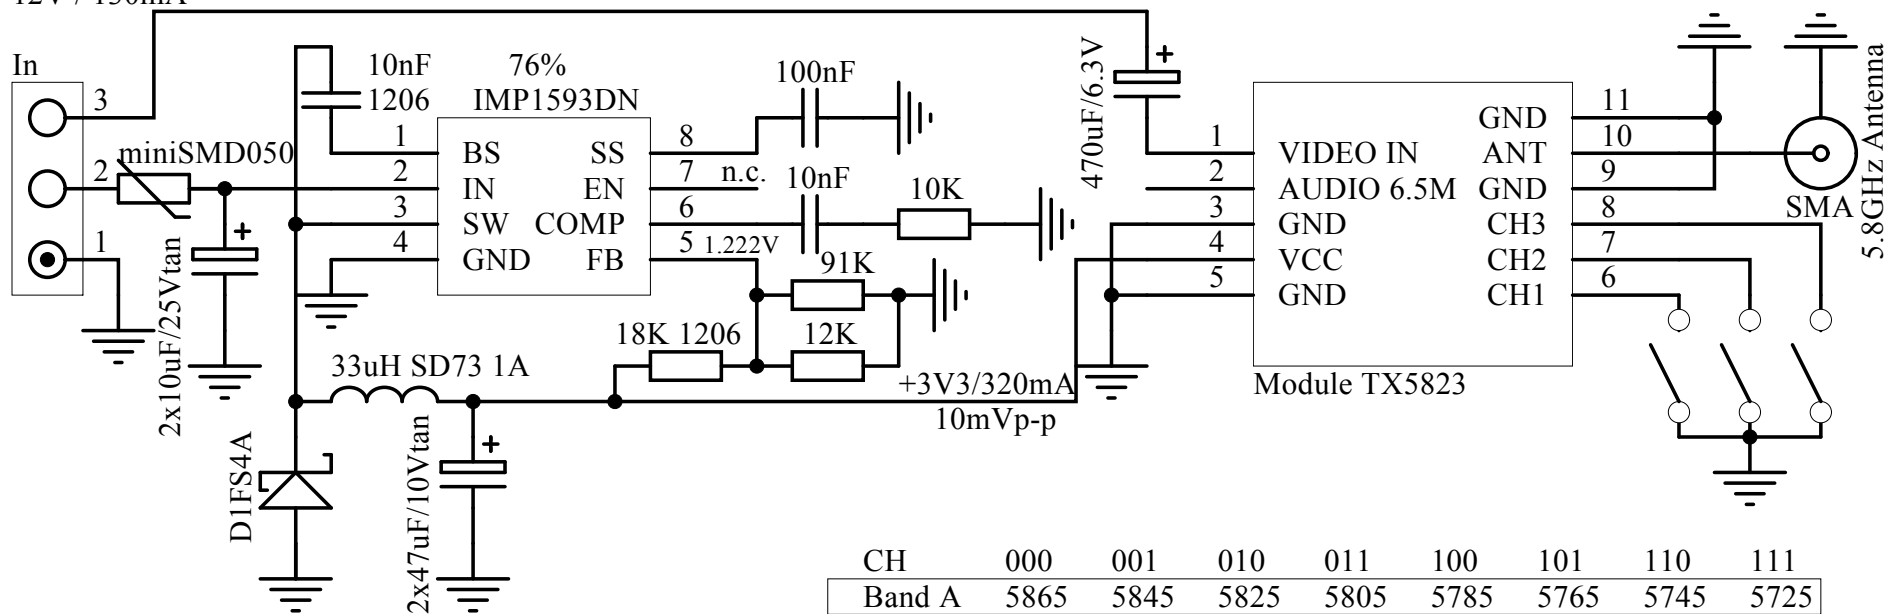 In
3
2
1
miniSMD050
2x10uF/25Vtan
10nF
1206
76%
IMP1593DN
1
2
3
4
BS
IN
SW
GND
SS
EN
COMP
FB
8
7
6
5
n.c.
1.222V
100nF
10nF
10K
91K
18K 1206
12K
33uH SD73 1A
+3V3/320mA
10mVp-p
D1FS4A
2x47uF/10Vtan
470uF/6.3V
1
2
3
4
5
VIDEO IN
AUDIO 6.5M
GND
VCC
GND
GND
ANT
GND
CH3
CH2
CH1
11
10
9
8
7
6
Module TX5823
SMA
5.8GHz Antenna
CH 000 001 010 011 100 101 110 111
Band A 5865 5845 5825 5805 5785 5765 5745 5725